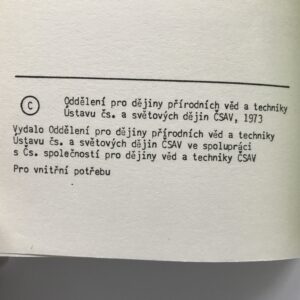 © Oddělení pro dějiny přírodních věd a techniky
Ústavu čs. a světových dějin ČSAV, 1973
Vydalo Oddělení pro dějiny přírodních věd a techniky
Ústavu čs. a světových dějin ČSAV ve spolupráci
s Čs. společností pro dějiny věd a techniky ČSAV
Pro vnitřní potřebu